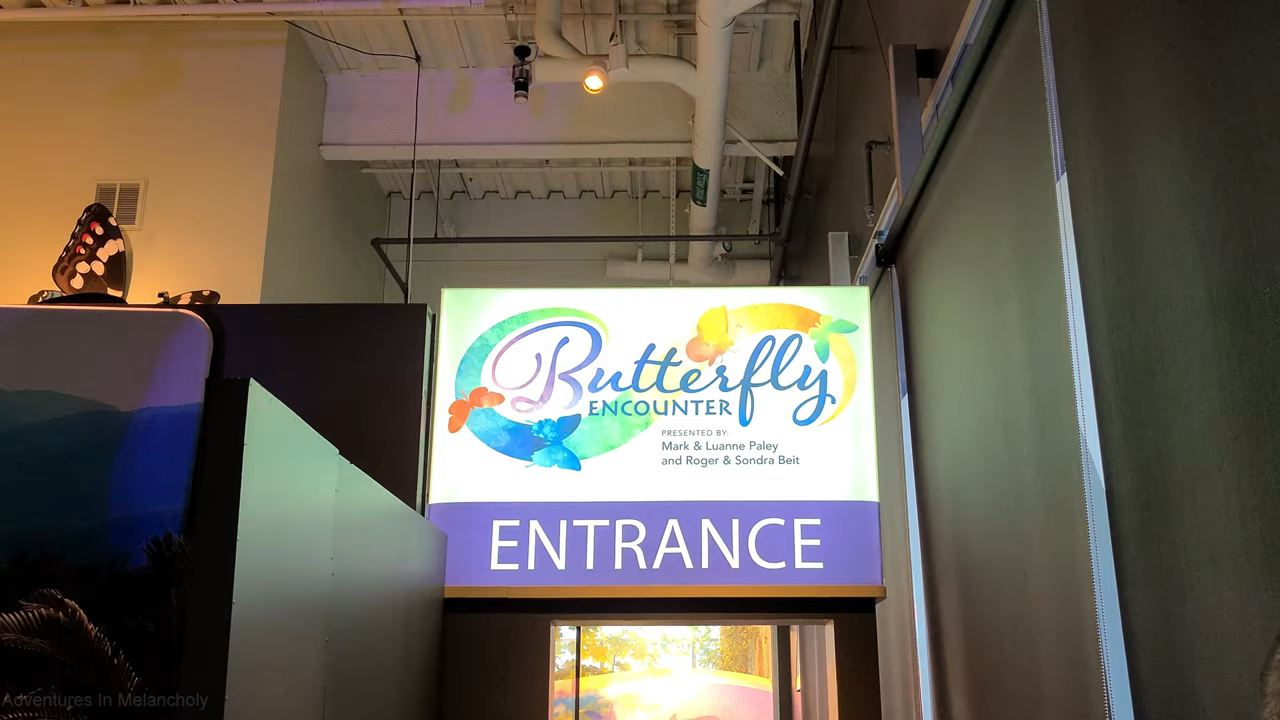 Butterfly
ENCOUNTER
PRESENTED BY:
Mark & Luanne Paley
and Roger & Sondra Beit
ENTRANCE
Adventures In Melancholy